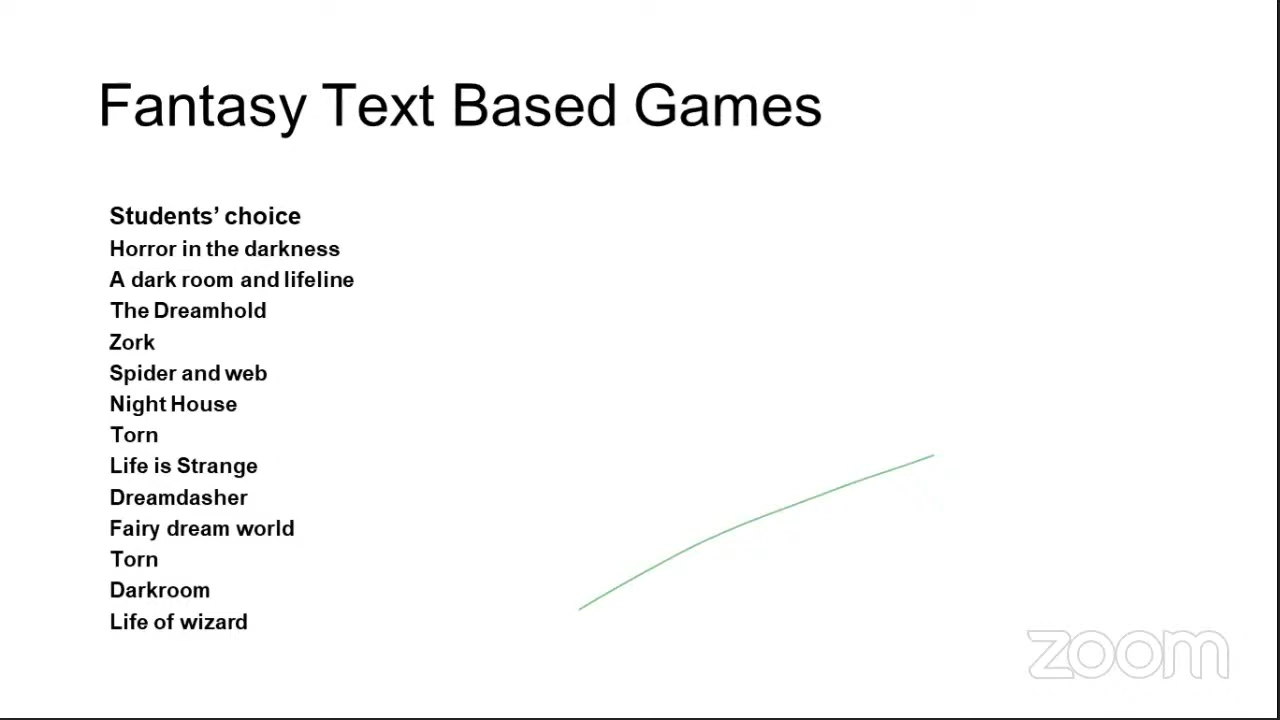 Fantasy Text Based Games
Students’ choice
Horror in the darkness
A dark room and lifeline
The Dreamhold
Zork
Spider and web
Night House
Torn
Life is Strange
Dreamdasher
Fairy dream world
Torn
Darkroom
Life of wizard
zoom